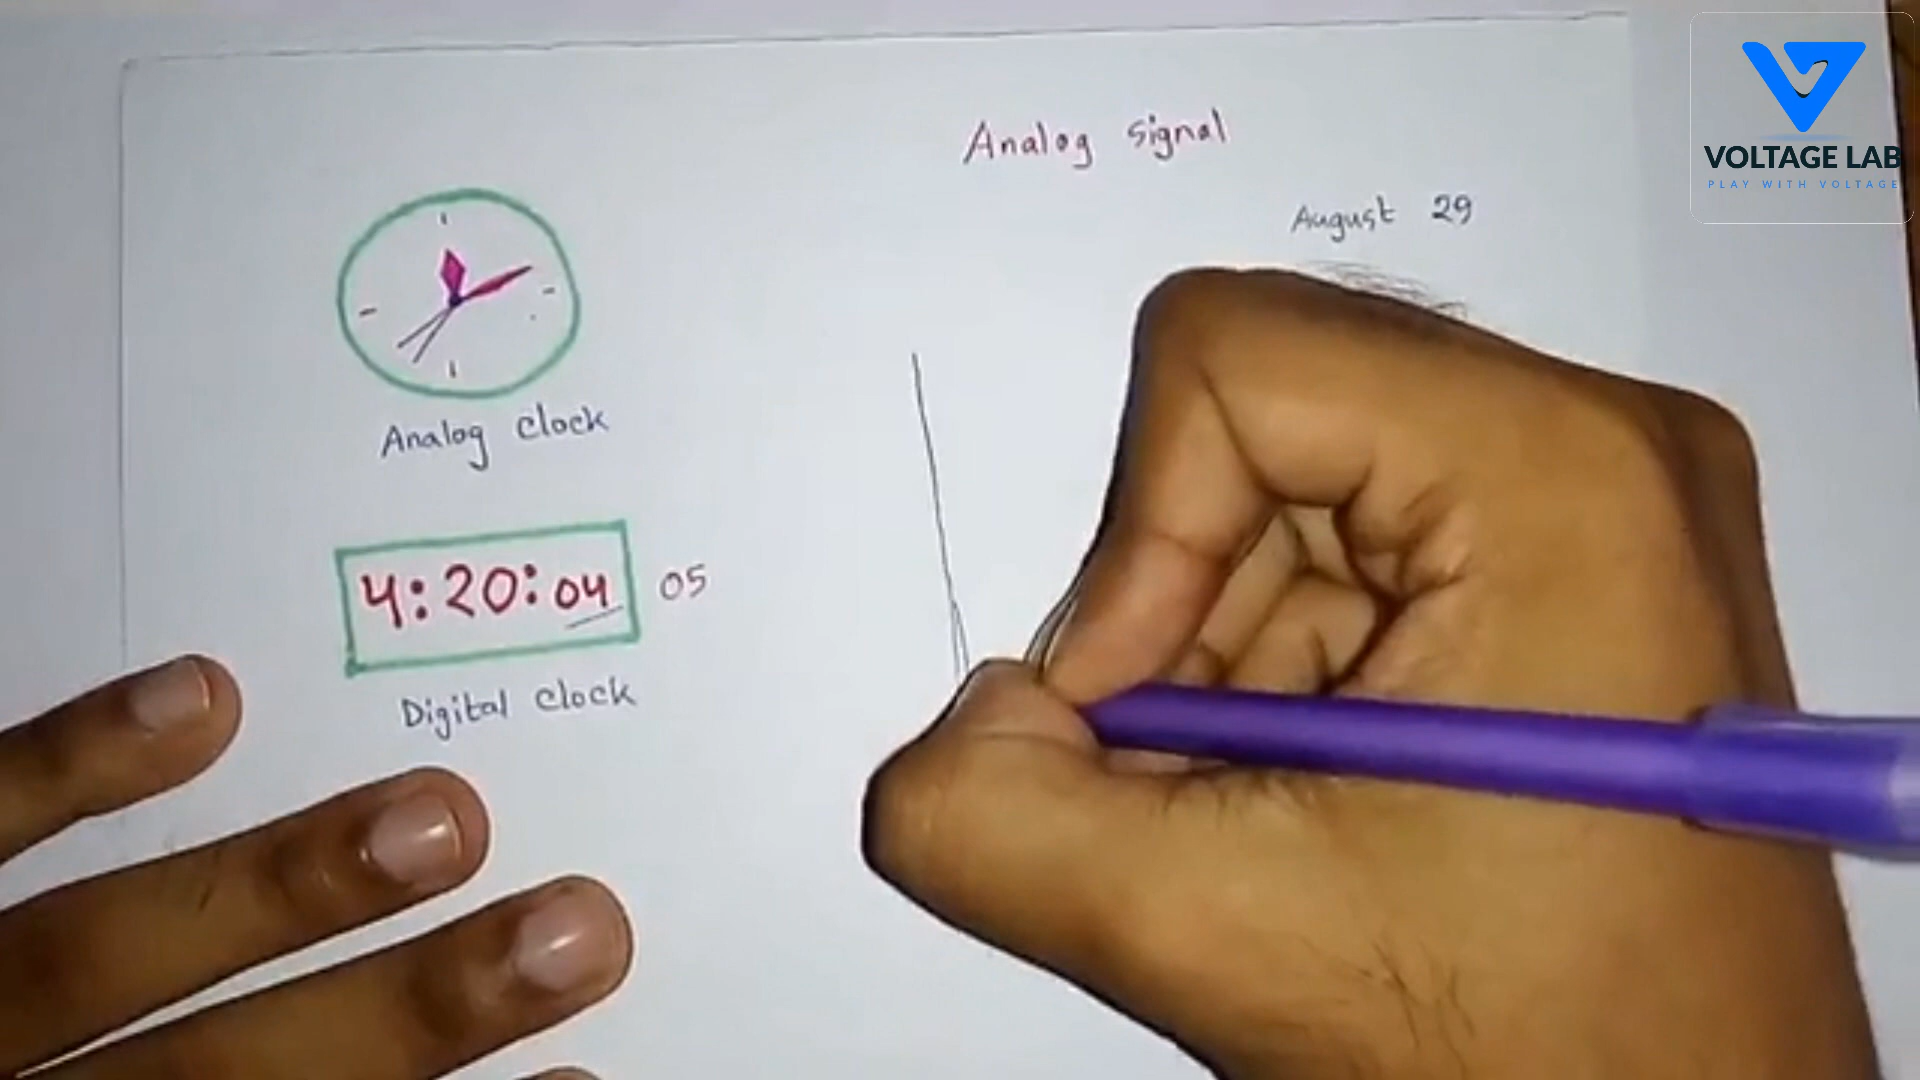 VOLTAGE LAB
PLAY WITH VOLTAGE
Analog signal
August 29
Analog clock
4:20:04
05
Digital clock